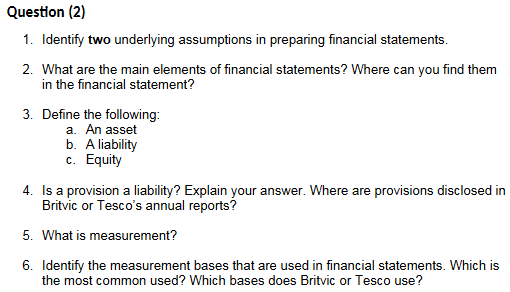 Question (2)
1. Identify two underlying assumptions in preparing financial statements.
2. What are the main elements of financial statements? Where can you find them
in the financial statement?
3. Define the following:
a. An asset
b. A liability
c. Equity
4. Is a provision a liability? Explain your answer. Where are provisions disclosed in
Britvic or Tesco's annual reports?
5. What is measurement?
6. Identify the measurement bases that are used in financial statements. Which is
the most common used? Which bases does Britvic or Tesco use?